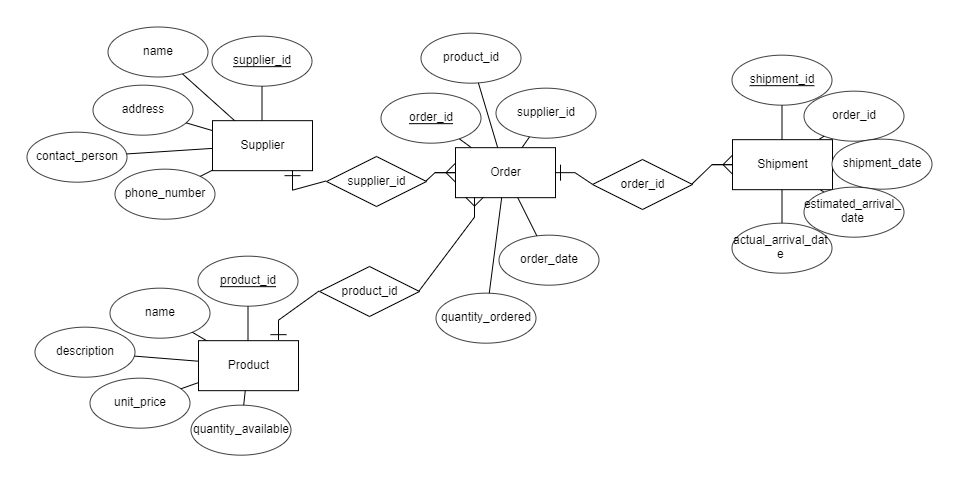 name
supplier_id
address
Supplier
contact_person
phone_number
supplier_id
product_id
order_id
supplier_id
Order
order_date
quantity_ordered
order_id
shipment_id
order_id
Shipment
shipment_date
estimated_arrival_
date
actual_arrival_dat
e
product_id
product_id
name
description
Product
unit_price
quantity_available